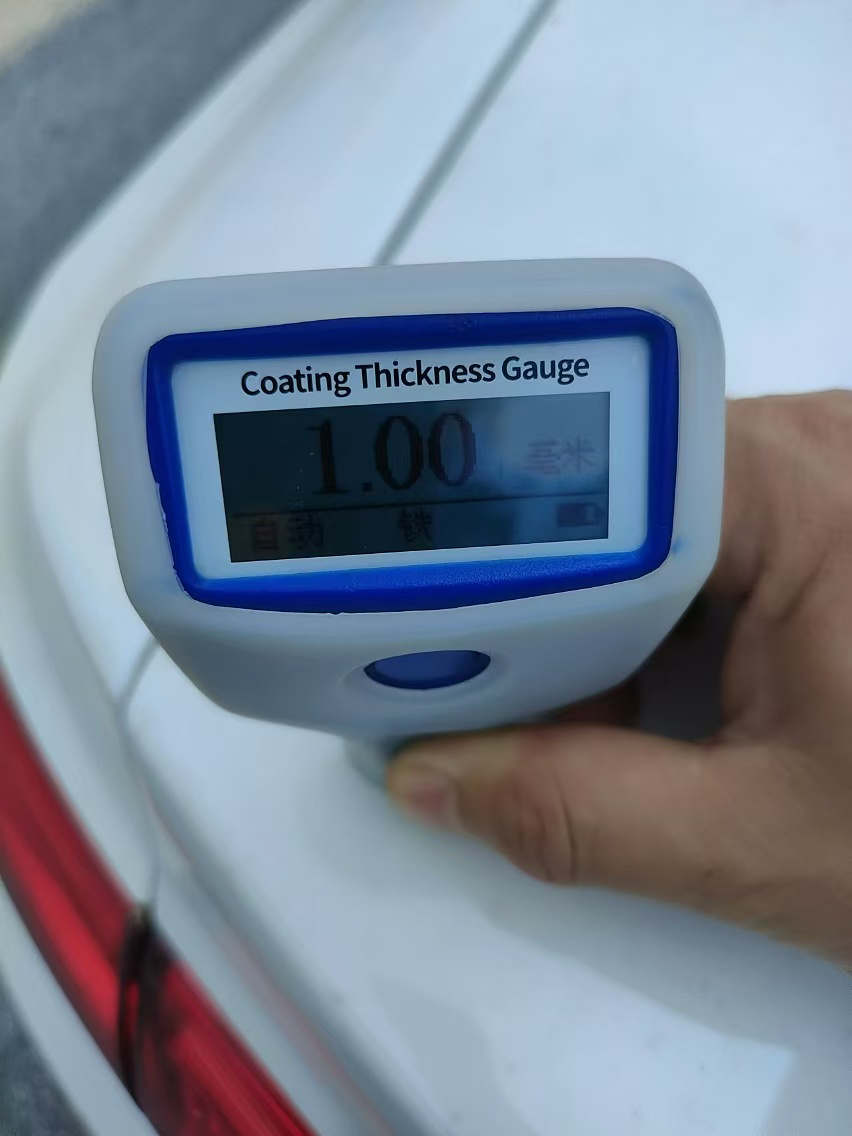 Coating Thickness Gauge
1.00 毫米
自动 铁